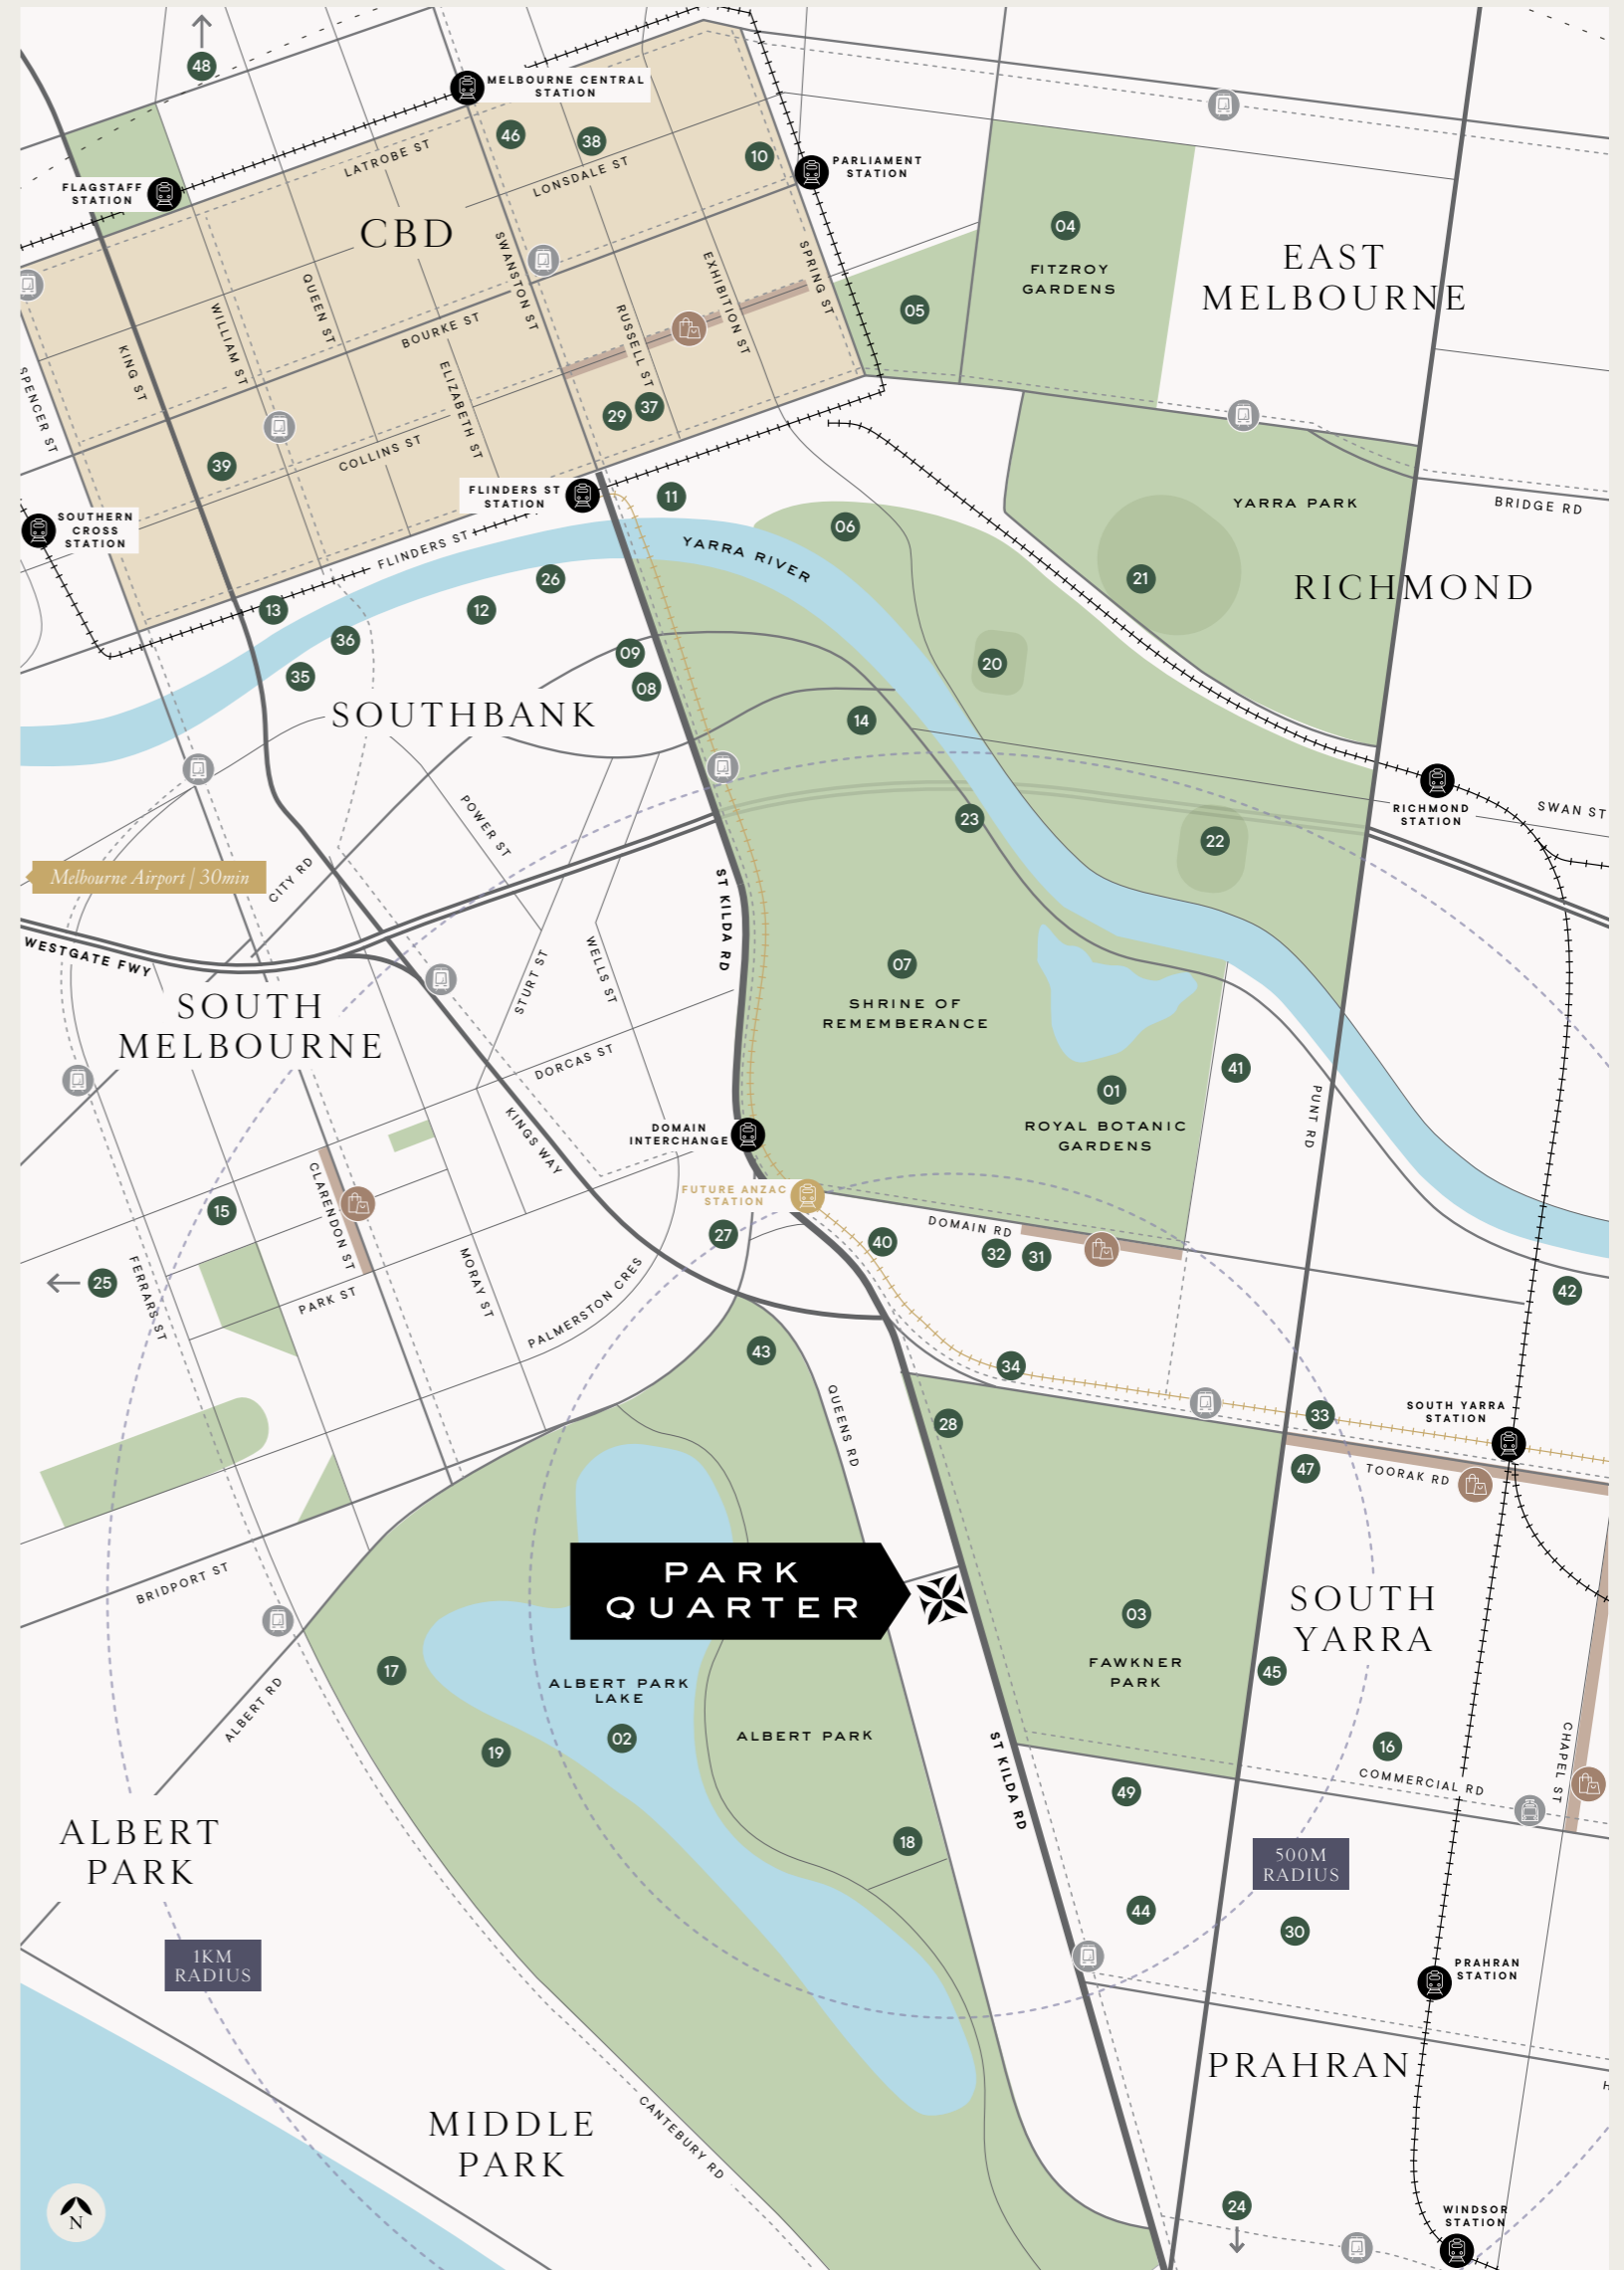 48
MELBOURNE CENTRAL
STATION
46
38
10
PARLIAMENT
STATION
LATROBE ST
LONSDALE ST
FLAGSTAFF
STATION
CBD
04
FITZROY
GARDENS
EAST
MELBOURNE
SWANSTON ST
EXHIBITION ST
SPRING ST
05
QUEEN ST
WILLIAM ST
BOURKE ST
RUSSELL ST
KING ST
SPENCER ST
ELIZABETH ST
29
37
COLLINS ST
39
FLINDERS ST
STATION
11
YARRA PARK
BRIDGE RD
SOUTHERN
CROSS
STATION
FLINDERS ST
YARRA RIVER
06
21
RICHMOND
26
13
12
36
09
35
08
20
SOUTHBANK
14
RICHMOND
STATION
SWAN ST
23
22
POWER ST
Melbourne Airport | 30min
CITY RD
ST KILDA RD
WESTGATE FWY
STURT ST
WELLS ST
07
SHRINE OF
REMEMBERANCE
SOUTH
MELBOURNE
DORCAS ST
01
ROYAL BOTANIC
GARDENS
41
PUNT RD
KINGS WAY
DOMAIN
INTERCHANGE
CLARENDON ST
FUTURE ANZAC
STATION
15
27
40
DOMAIN RD
32
31
25
FERRARS ST
PARK ST
MORAY ST
PALMERSTON CRES
42
43
34
QUEENS RD
28
33
SOUTH YARRA
STATION
47
TOORAK RD
BRIDPORT ST
PARK
QUARTER
03
FAWKNER
PARK
SOUTH
YARRA
17
ALBERT PARK
LAKE
02
45
ALBERT RD
19
ALBERT PARK
ST KILDA RD
16
COMMERCIAL RD
CHAPEL ST
49
ALBERT
PARK
18
500M
RADIUS
44
30
1KM
RADIUS
PRAHRAN
STATION
PRAHRAN
MIDDLE
PARK
CANTEBURY RD
24
WINDSOR
STATION
N